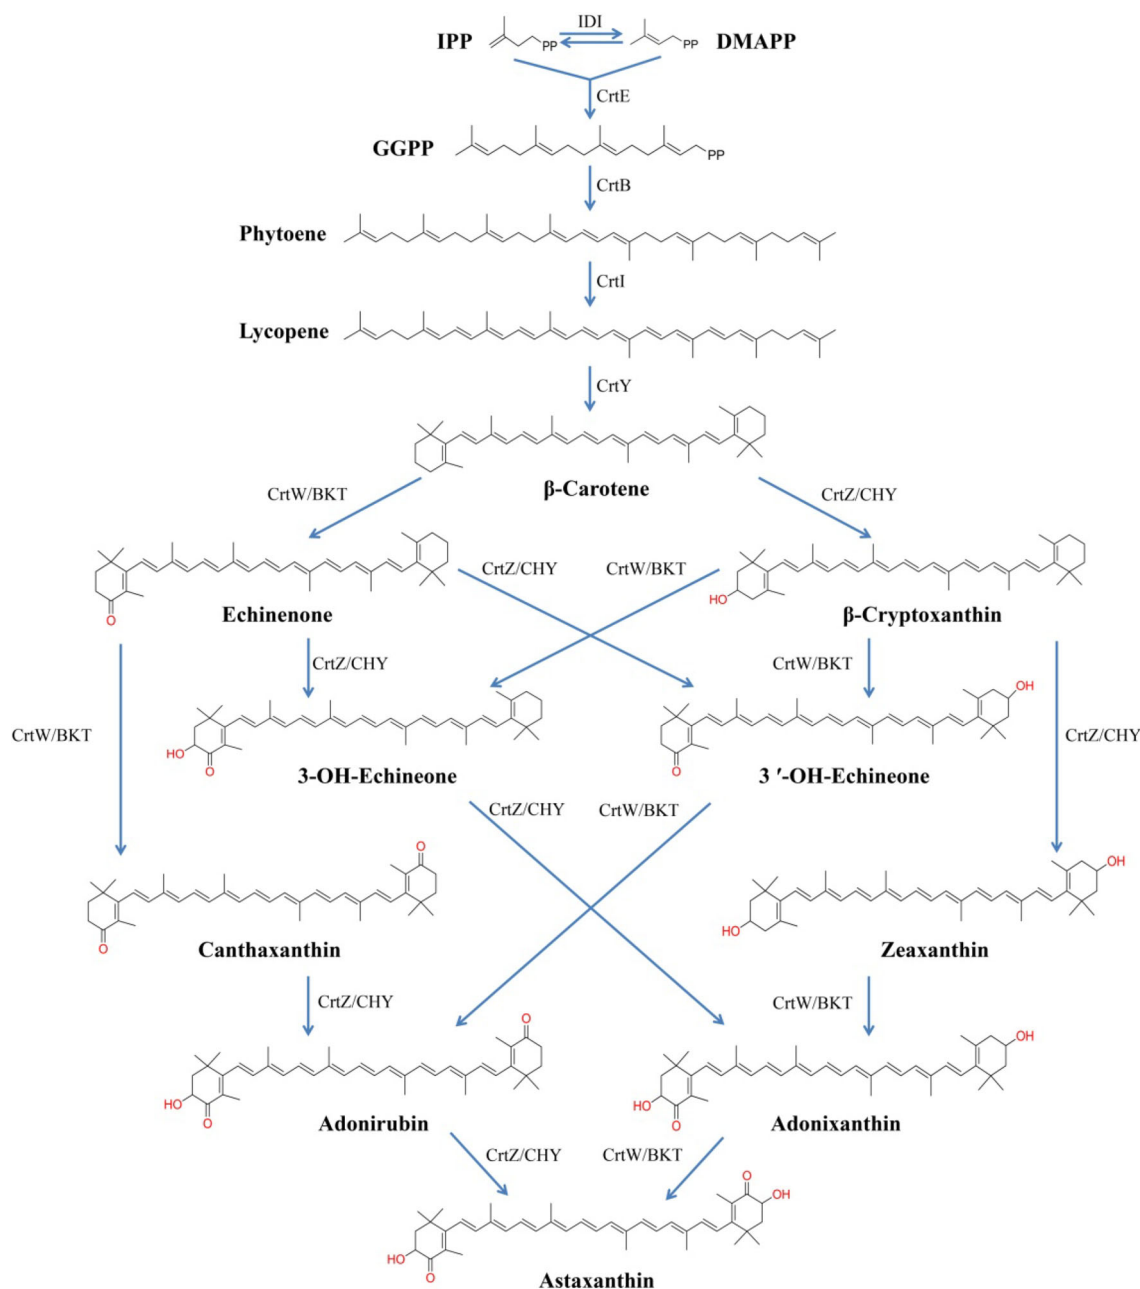 IDI
IPP PP PP DMAPP
CrtE
GGPP PP
CrtB
Phytoene
CrtI
Lycopene
CrtY
β-Carotene
CrtW/BKT CrtZ/CHY
O Echinenone
CrtZ/CHY CrtW/BKT
HO β-Cryptoxanthin
CrtZ/CHY CrtW/BKT
OH
HO O
3-OH-Echineone
O
3 ′-OH-Echineone
CrtW/BKT CrtZ/CHY
CrtZ/CHY CrtW/BKT
O OH
O HO
Canthaxanthin Zeaxanthin
CrtZ/CHY CrtW/BKT
O OH
HO O HO O
Adonirubin Adonixanthin
CrtZ/CHY CrtW/BKT
O OH
HO O
Astaxanthin